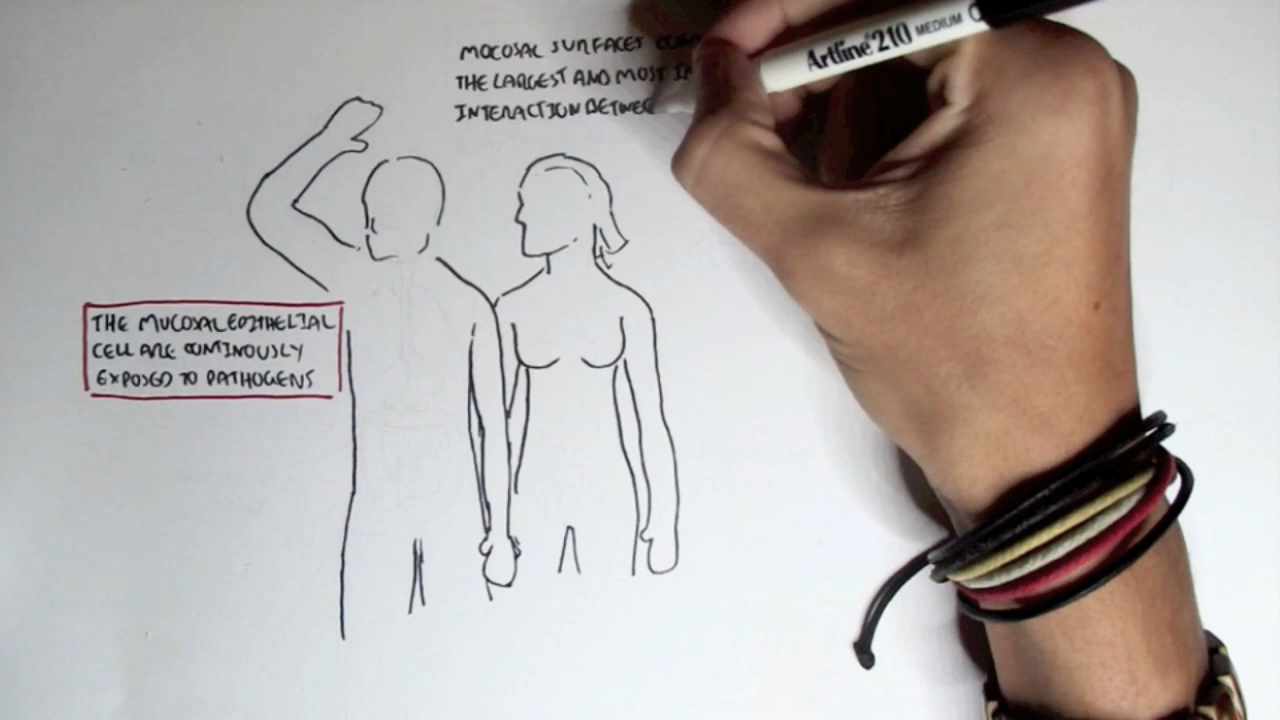 MOCOSAL SURFACES
THE LARGEST AND MOST
INTERACTION BETWEE
Artline 210 MEDIUM
THE MUCOSAL EPITHELIAL
CELL ARE CONTINOUSLY
EXPOSED TO PATHOGENS